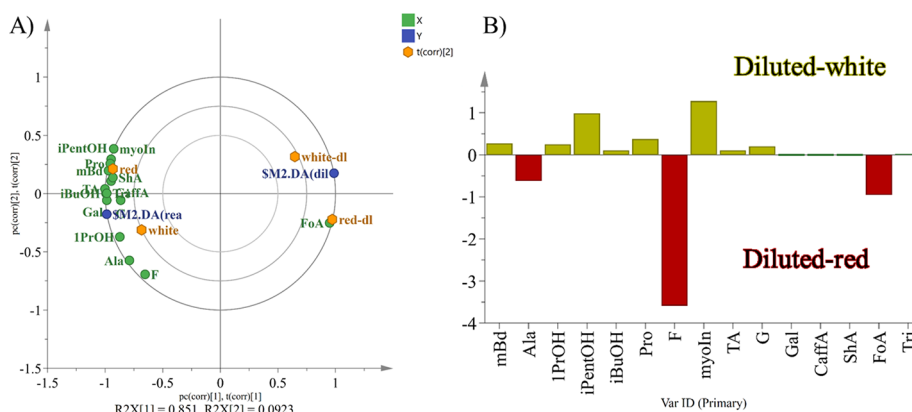 A)
X
Y
t(corr)[2]
pc(corr)[2], t(corr)[2]
1
0.5
0
-0.5
-1
-1.5
iPentOH
myoIn
Pro
mBd
red
ShA
TA
CaffA
iBuOH
Gal
$M2.DA(rea
1PrOH
white
Ala
F
white-dl
$M2.DA(dil
red-dl
FoA
-1.5
-1
-0.5
0
0.5
1
pc(corr)[1], t(corr)[1]
R2X[1] = 0.851, R2X[2] = 0.0923
B)
Diluted-white
Diluted-red
1
0
-1
-2
-3
-4
mBd
Ala
1PrOH
iPentOH
iBuOH
Pro
F
myoIn
TA
G
Gal
CaffA
ShA
FoA
Tri
Var ID (Primary)